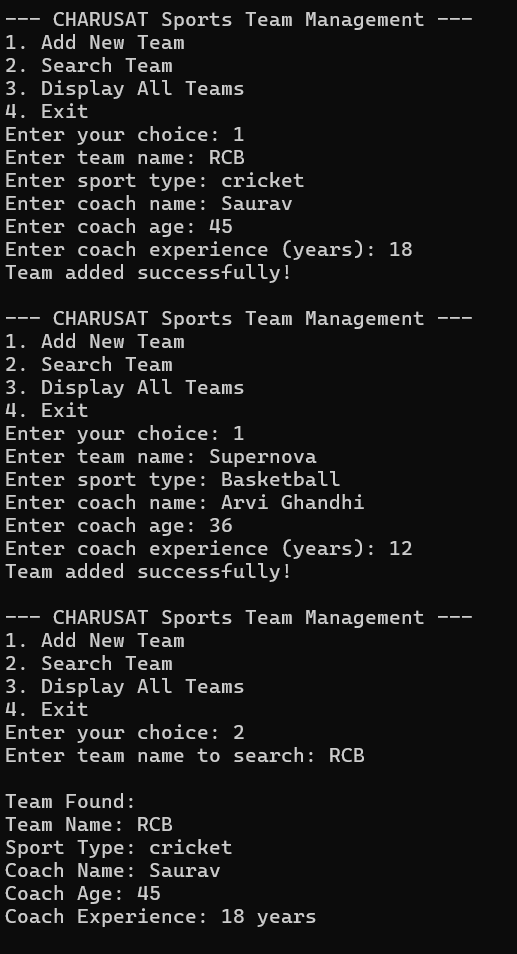 --- CHARUSAT Sports Team Management ---
1. Add New Team
2. Search Team
3. Display All Teams
4. Exit
Enter your choice: 1
Enter team name: RCB
Enter sport type: cricket
Enter coach name: Saurav
Enter coach age: 45
Enter coach experience (years): 18
Team added successfully!

--- CHARUSAT Sports Team Management ---
1. Add New Team
2. Search Team
3. Display All Teams
4. Exit
Enter your choice: 1
Enter team name: Supernova
Enter sport type: Basketball
Enter coach name: Arvi Ghandhi
Enter coach age: 36
Enter coach experience (years): 12
Team added successfully!

--- CHARUSAT Sports Team Management ---
1. Add New Team
2. Search Team
3. Display All Teams
4. Exit
Enter your choice: 2
Enter team name to search: RCB

Team Found:
Team Name: RCB
Sport Type: cricket
Coach Name: Saurav
Coach Age: 45
Coach Experience: 18 years